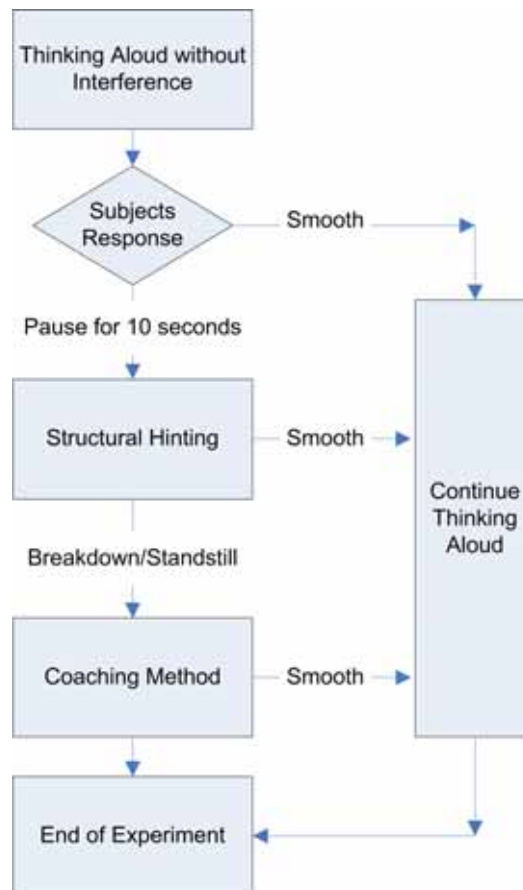 Thinking Aloud without
Interference
Subjects
Response
Smooth
Pause for 10 seconds
Structural Hinting
Smooth
Continue
Thinking
Aloud
Breakdown/Standstill
Coaching Method
Smooth
End of Experiment